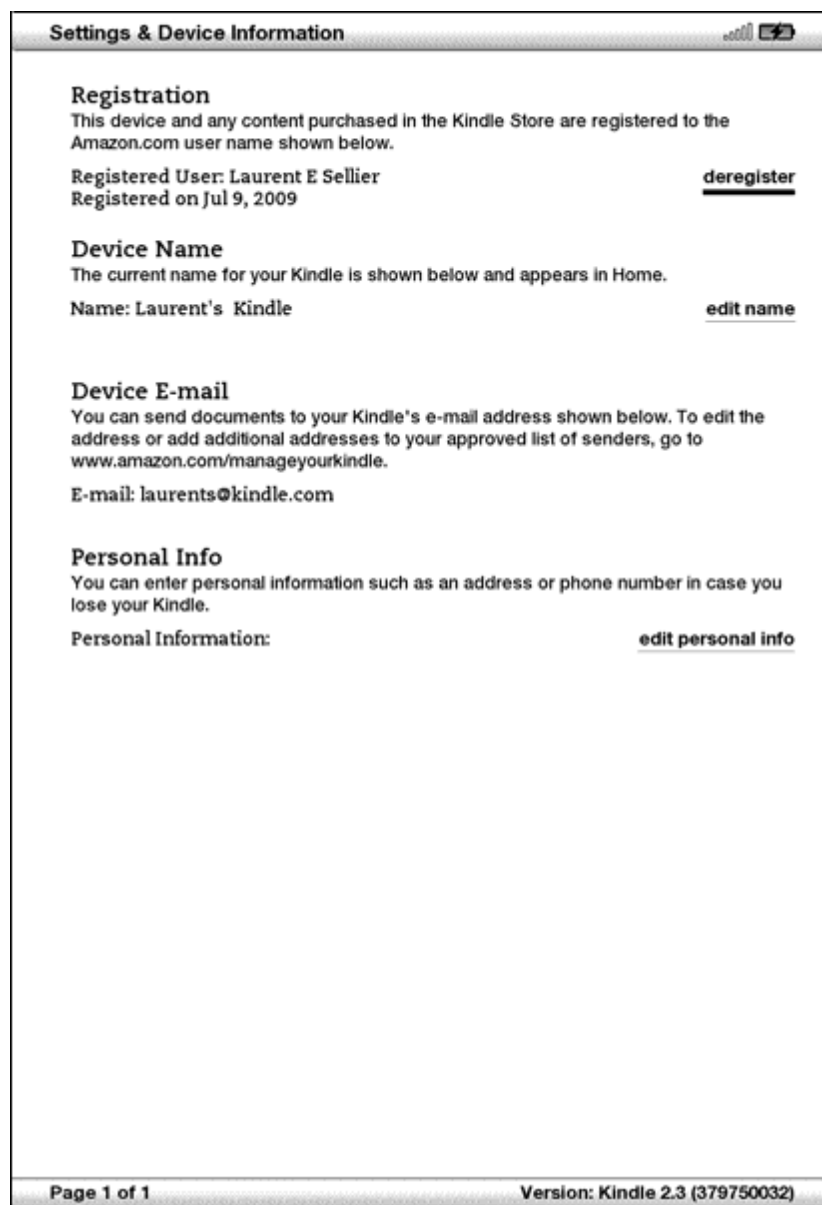 Settings & Device Information
Registration
This device and any content purchased in the Kindle Store are registered to the
Amazon.com user name shown below.
Registered User: Laurent E Sellier
deregister
Registered on Jul 9, 2009
Device Name
The current name for your Kindle is shown below and appears in Home.
Name: Laurent's Kindle
edit name
Device E-mail
You can send documents to your Kindle's e-mail address shown below. To edit the
address or add additional addresses to your approved list of senders, go to
www.amazon.com/manageyourkindle.
E-mail: laurents@kindle.com
Personal Info
You can enter personal information such as an address or phone number in case you
lose your Kindle.
Personal Information:
edit personal info
Page 1 of 1
Version: Kindle 2.3 (379750032)